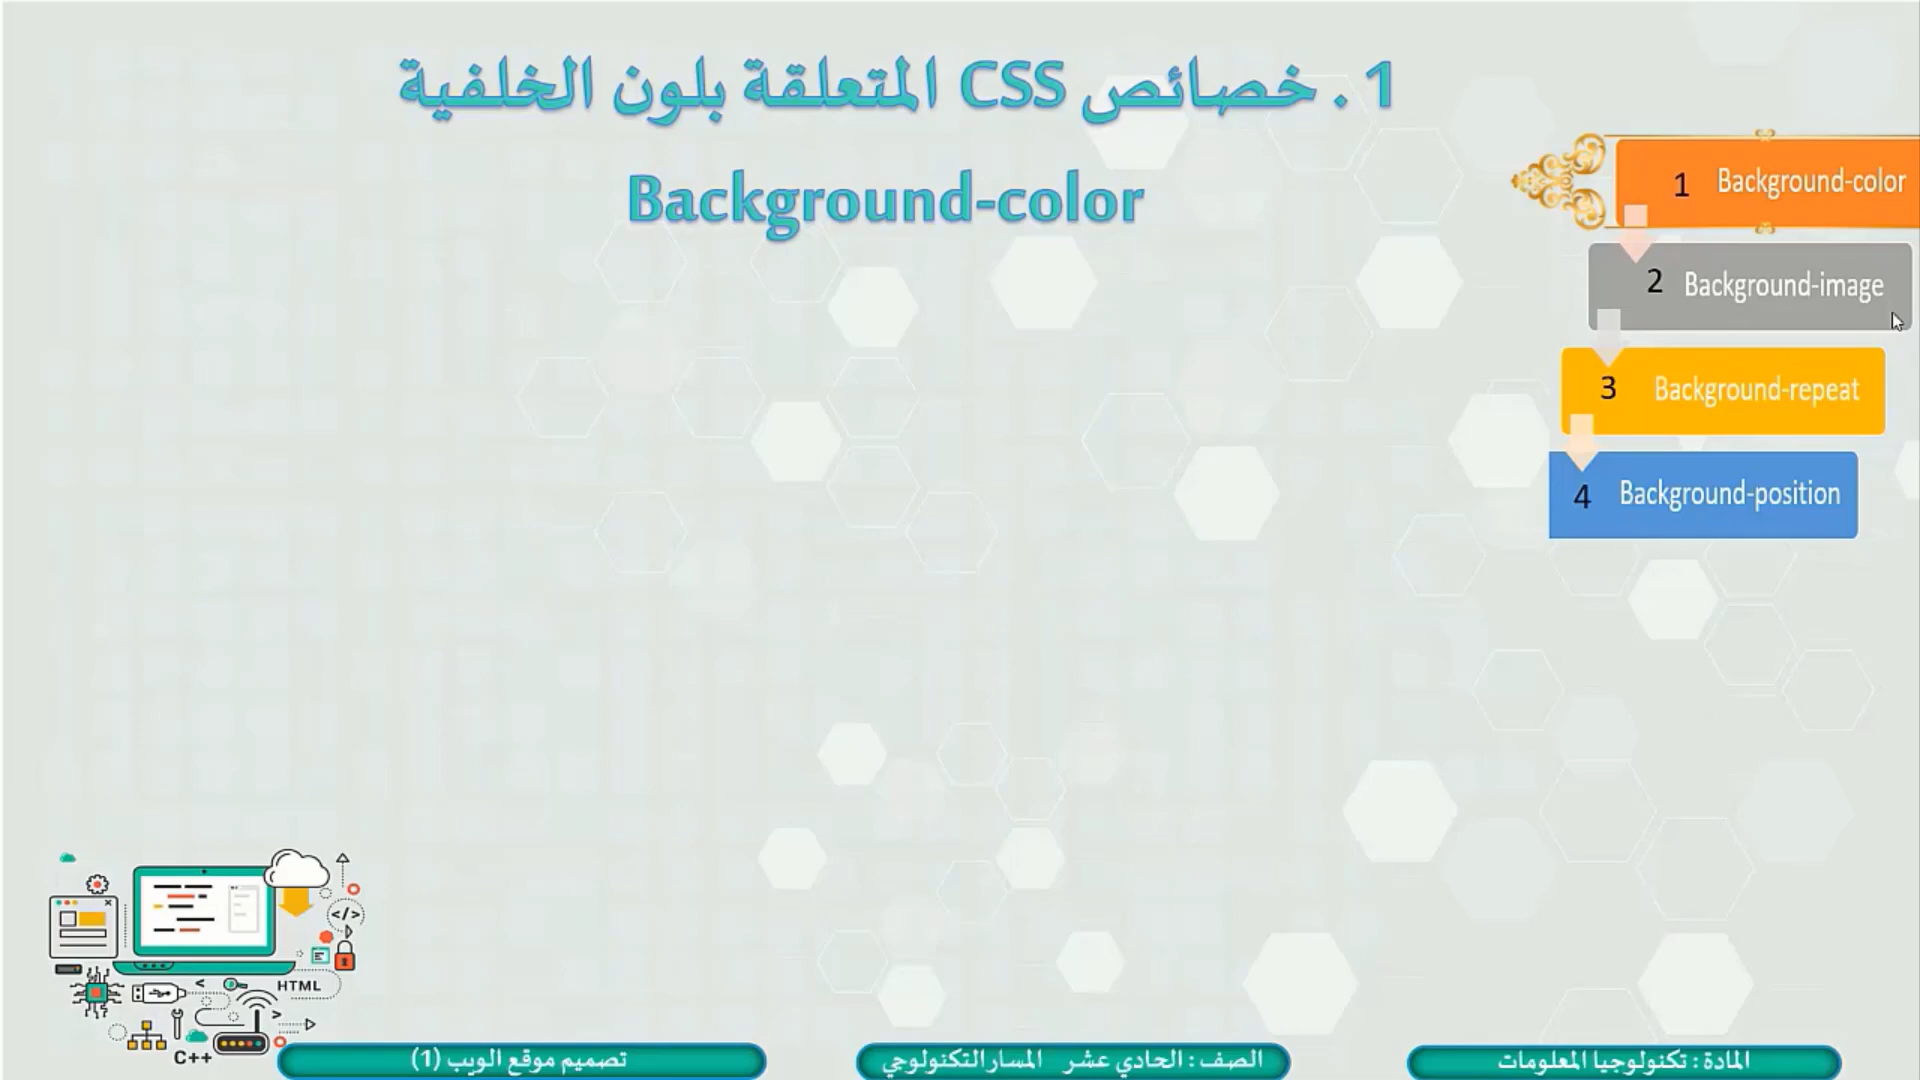 1 . خصائص CSS المتعلقة بلون الخلفية
Background-color
1 Background-color
2 Background-image
3 Background-repeat
4 Background-position
</>
HTML
C++
المادة : تكنولوجيا المعلومات
الصف : الحادي عشر المسار التكنولوجي
تصميم موقع الويب (1)